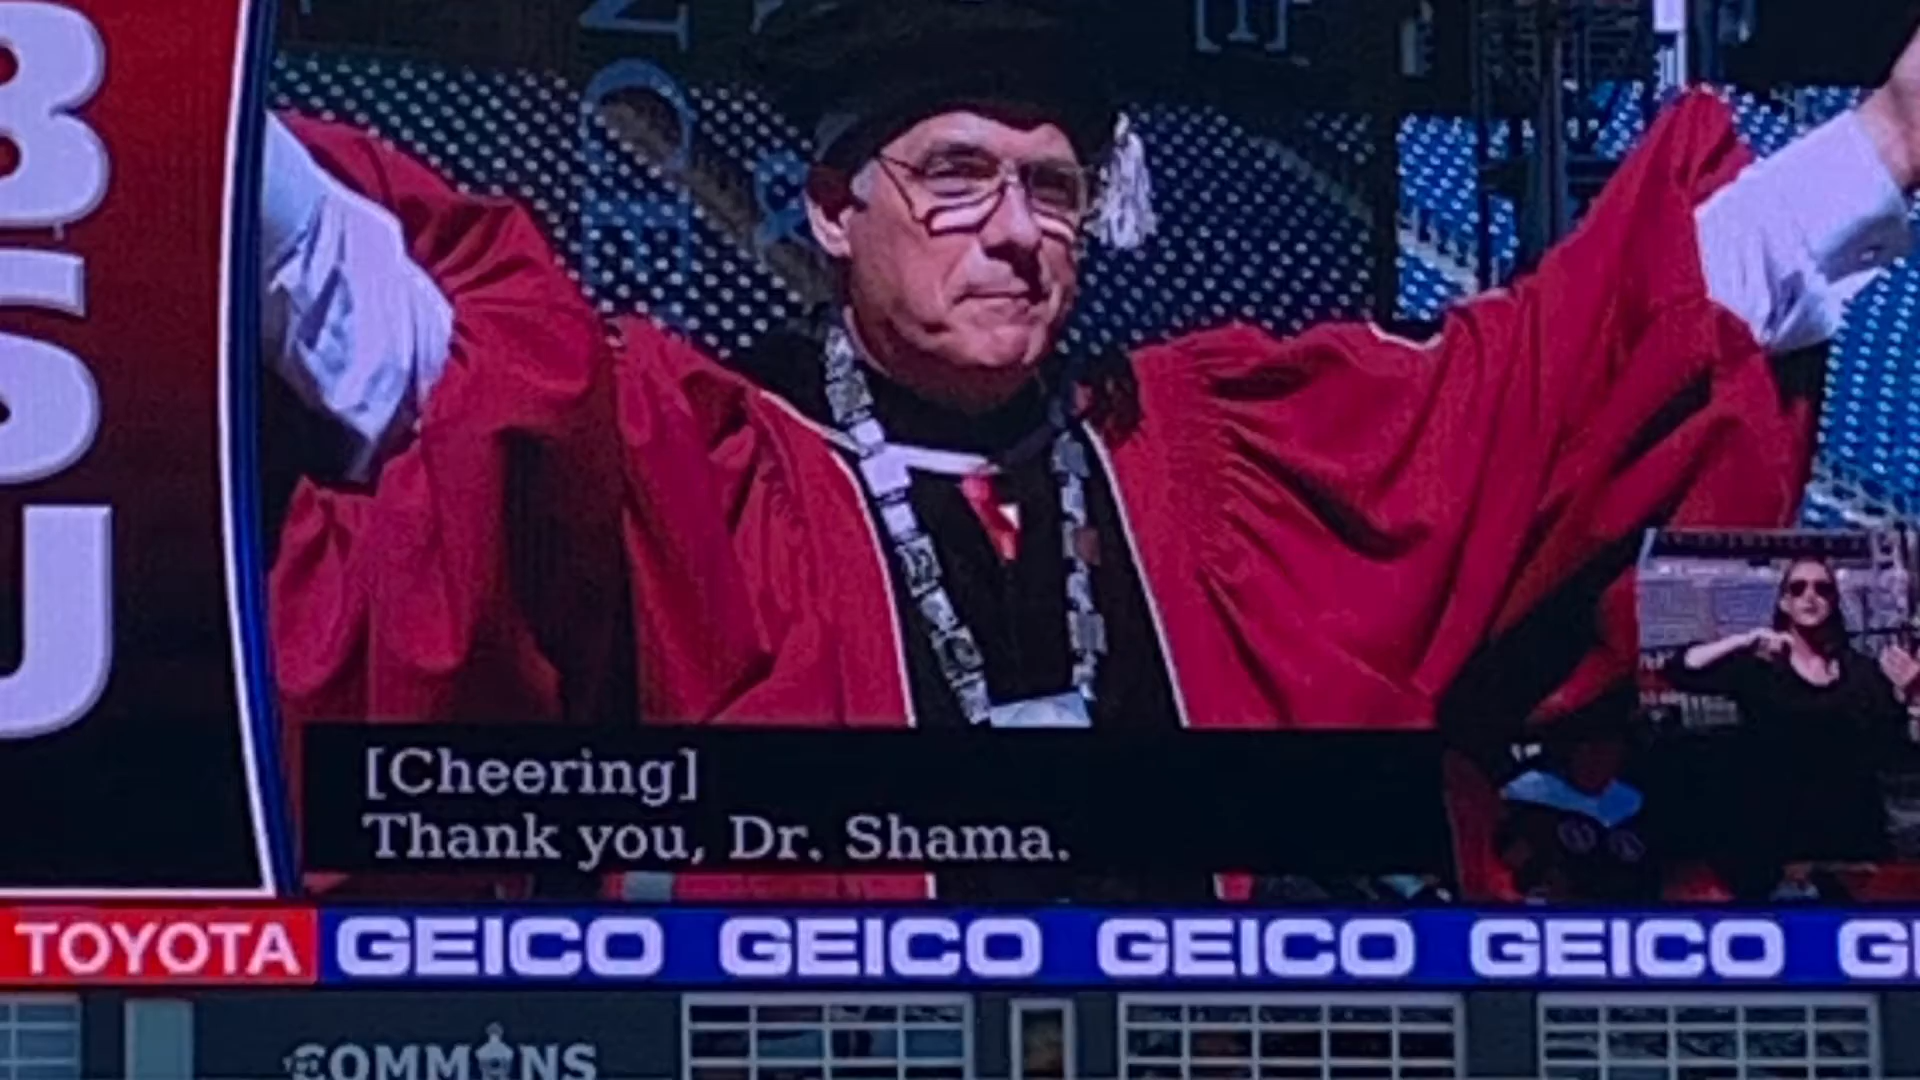 S
U
[Cheering]
Thank you, Dr. Shama.
TOYOTA GEICO GEICO GEICO GEICO
COMMONS